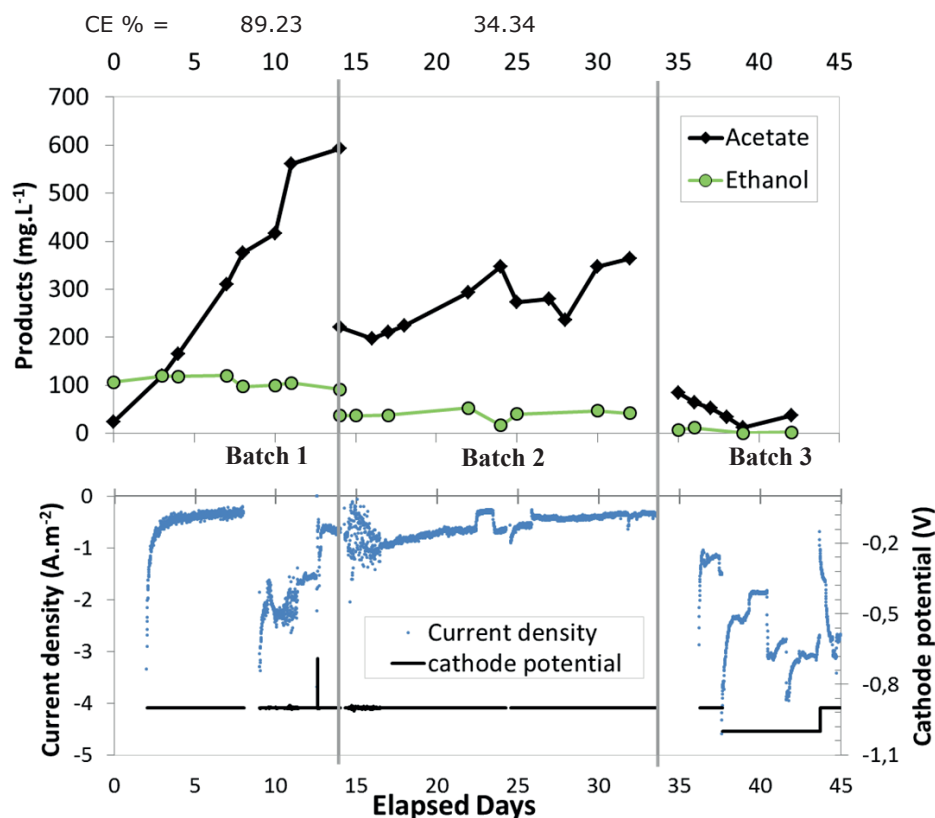 CE % = 89.23 34.34
0 5 10 15 20 25 30 35 40 45
700
600
500
400
300
200
100
0
Products (mg.L⁻¹)
Acetate
Ethanol
Batch 1 Batch 2 Batch 3
0
-1
-2
-3
-4
-5
Current density (A.m⁻²)
Current density
cathode potential
-0,2
-0,5
-0,8
-1,1
Cathode potential (V)
0 5 10 15 20 25 30 35 40 45
Elapsed Days